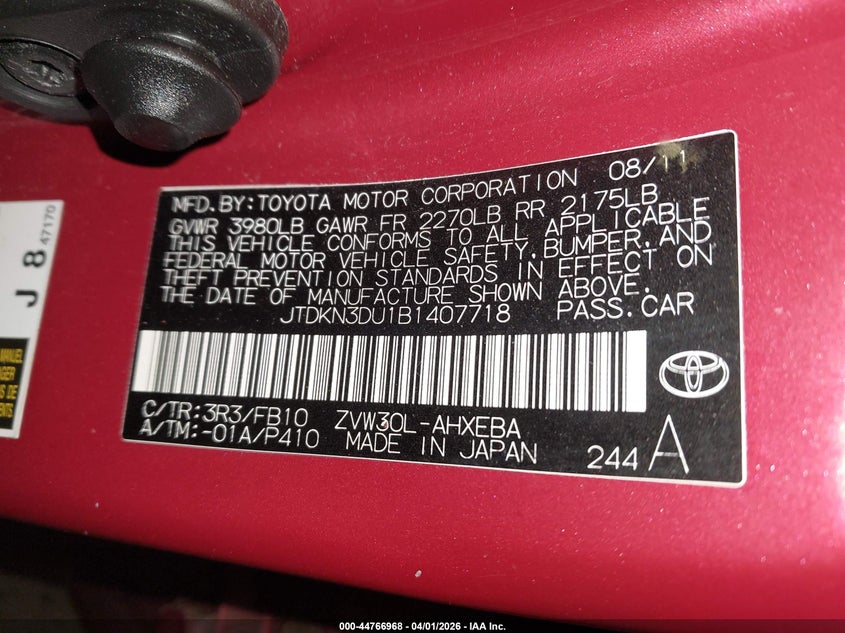 MFD.BY:TOYOTA MOTOR CORPORATION 08/11
GVWR 3980LB GAWR FR 2270LB RR 2175LB
THIS VEHICLE CONFORMS TO ALL APPLICABLE
FEDERAL MOTOR VEHICLE SAFETY,BUMPER,AND
THEFT PREVENTION STANDARDS IN EFFECT ON
THE DATE OF MANUFACTURE SHOWN ABOVE.
JTDKN3DU1B1407718 PASS.CAR
C/TR:3R3/FB10 ZVW30L-AHXEBA
A/TM:-01A/P410 MADE IN JAPAN 244 A
J 8 47170
000-44766968 - 04/01/2026 - IAA Inc.